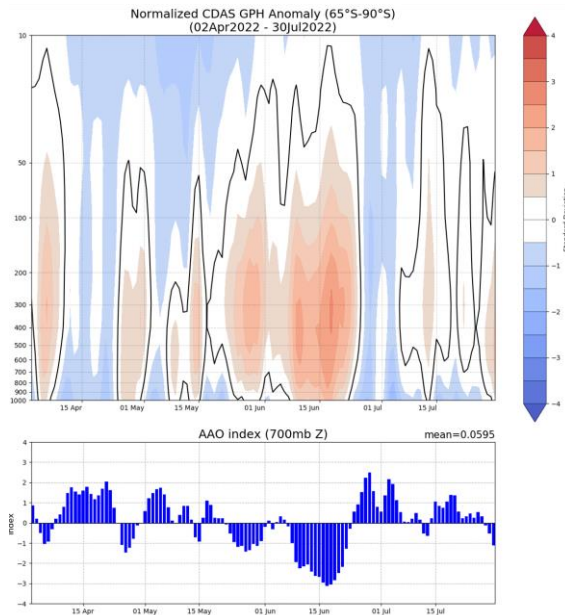 Normalized CDAS GPH Anomaly (65°S-90°S)
(02Apr2022 - 30Jul2022)
10
50
100
200
300
400
500
600
700
800
900
1000
15 Apr
01 May
15 May
01 Jun
15 Jun
01 Jul
15 Jul
4
3
2
1
0
−1
−2
−3
−4
AAO index (700mb Z)
mean=0.0595
index
4
3
2
1
0
−1
−2
−3
−4
15 Apr
01 May
15 May
01 Jun
15 Jun
01 Jul
15 Jul